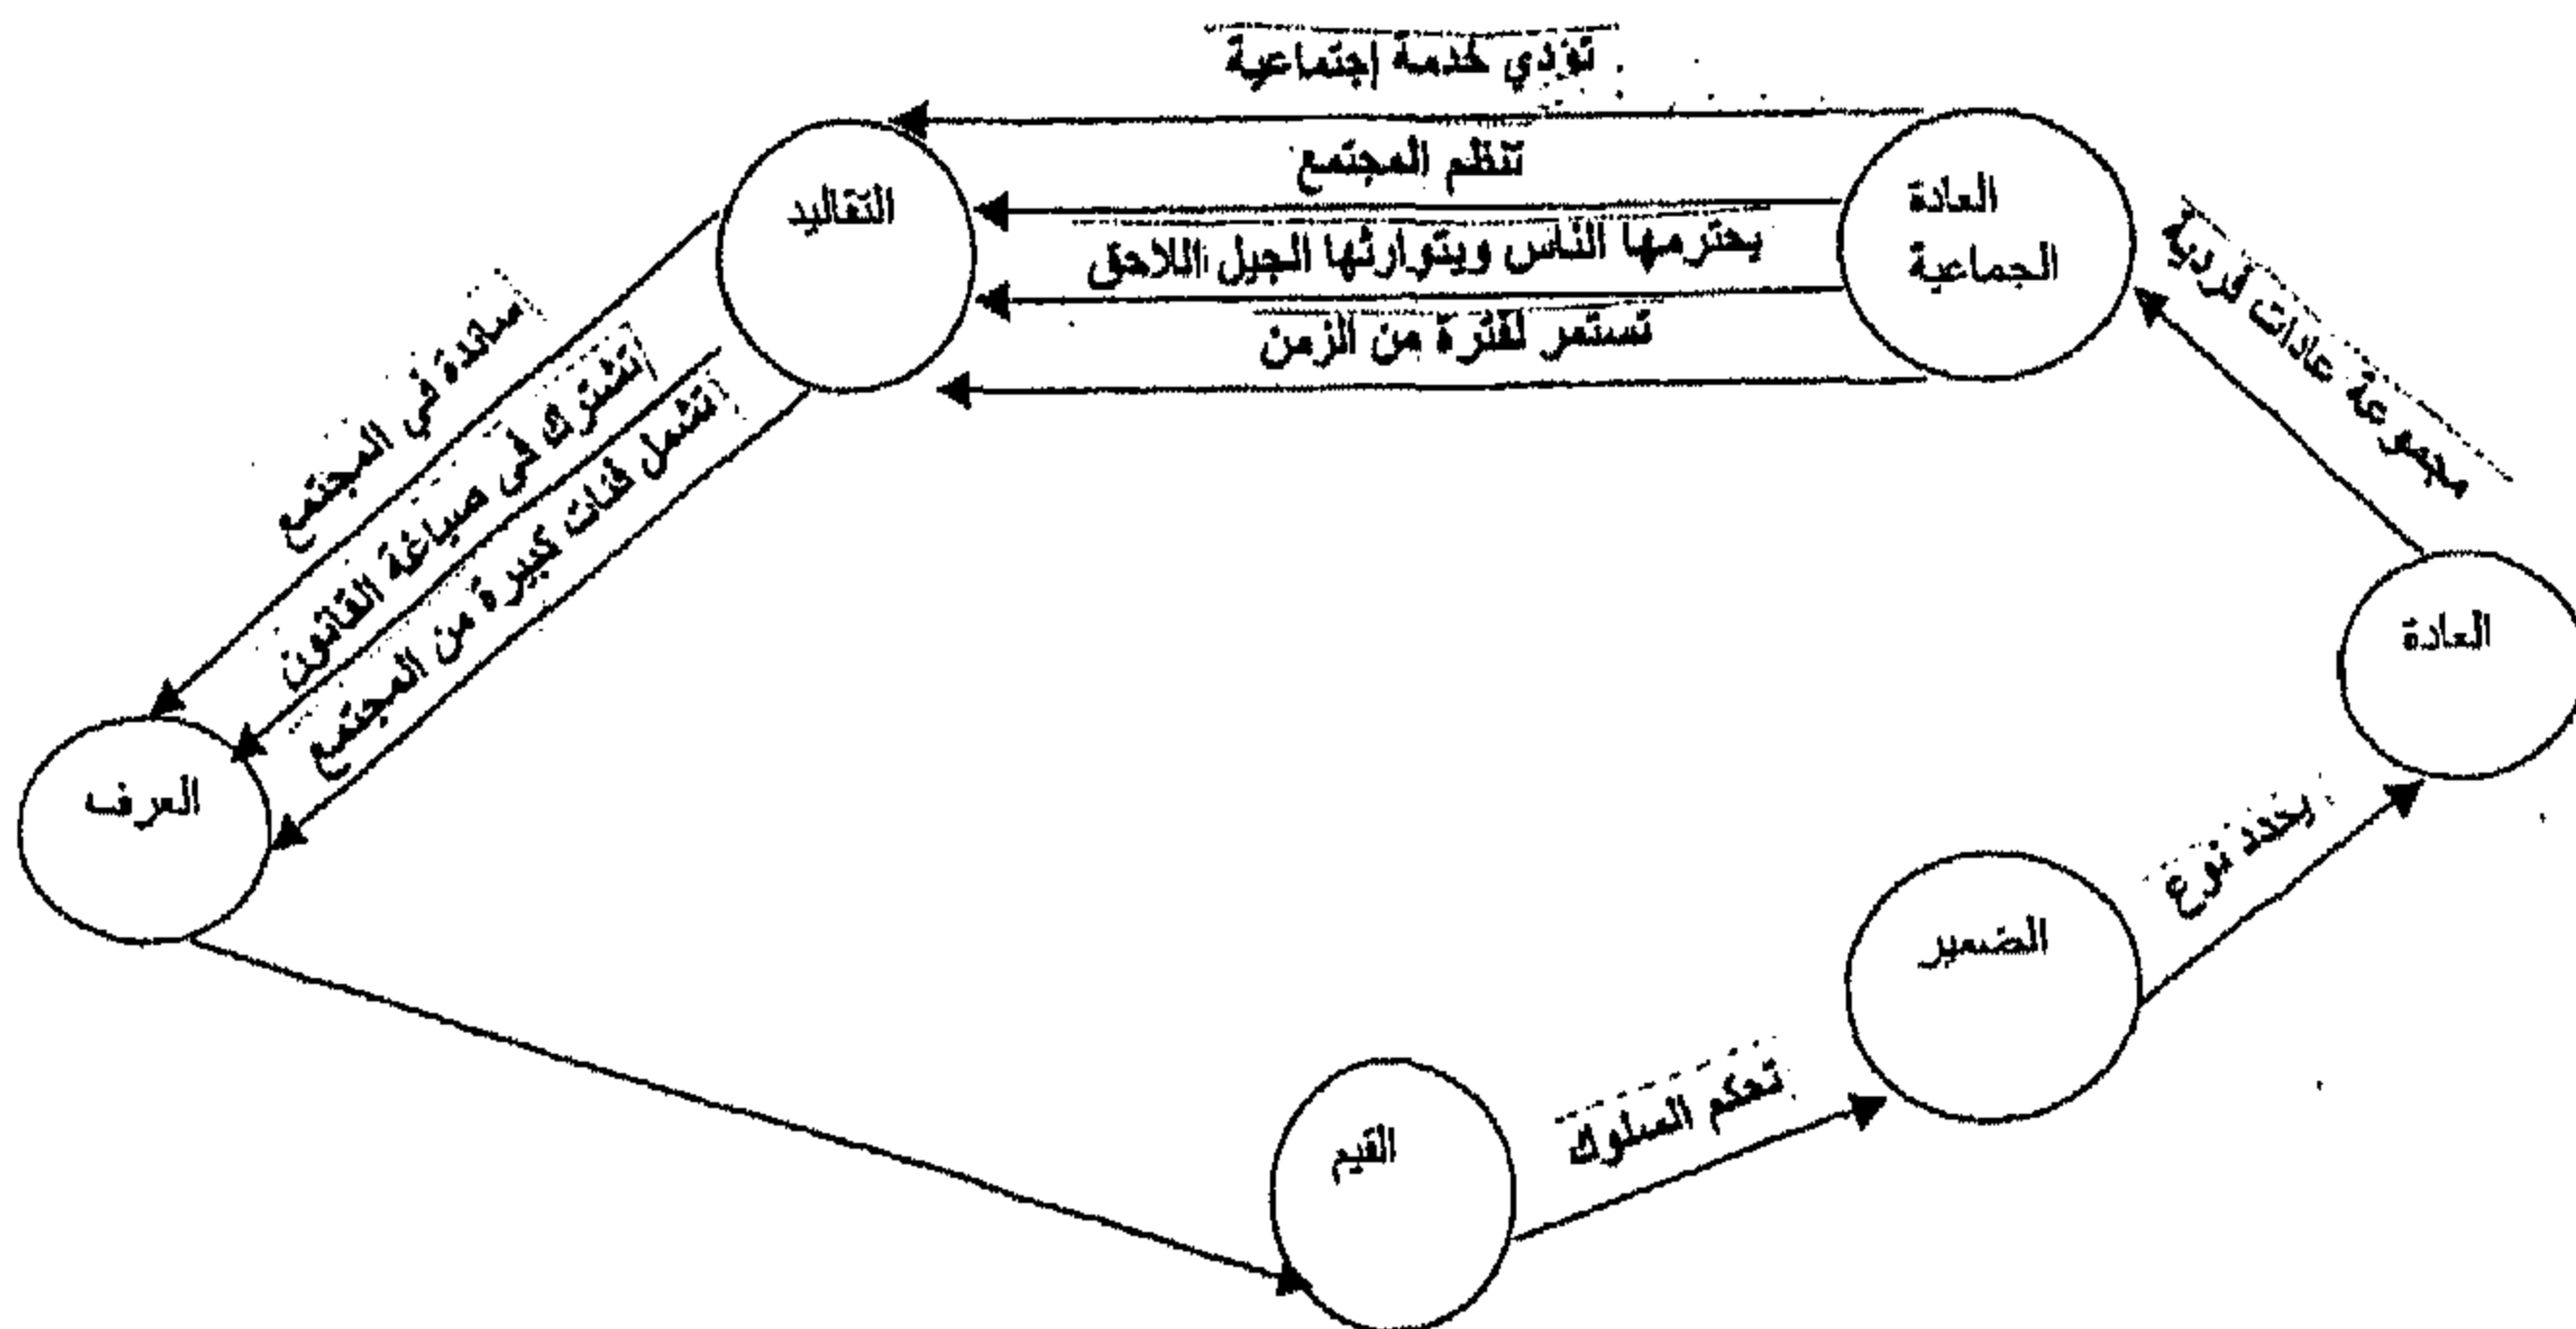 تؤدي خدمة إجتماعية
تنظم المجتمع
يحترمها الناس ويتوارثها الجيل اللاحق
تستمر لفترة من الزمن
العادة
الجماعية
التقاليد
مجموعة عادات فردية
سائدة في المجتمع
تشترك في صياغة القانون
تشمل فئات كبيرة من المجتمع
العادة
العرف
يحدد نوع
الضمير
تحكم السلوك
القيم